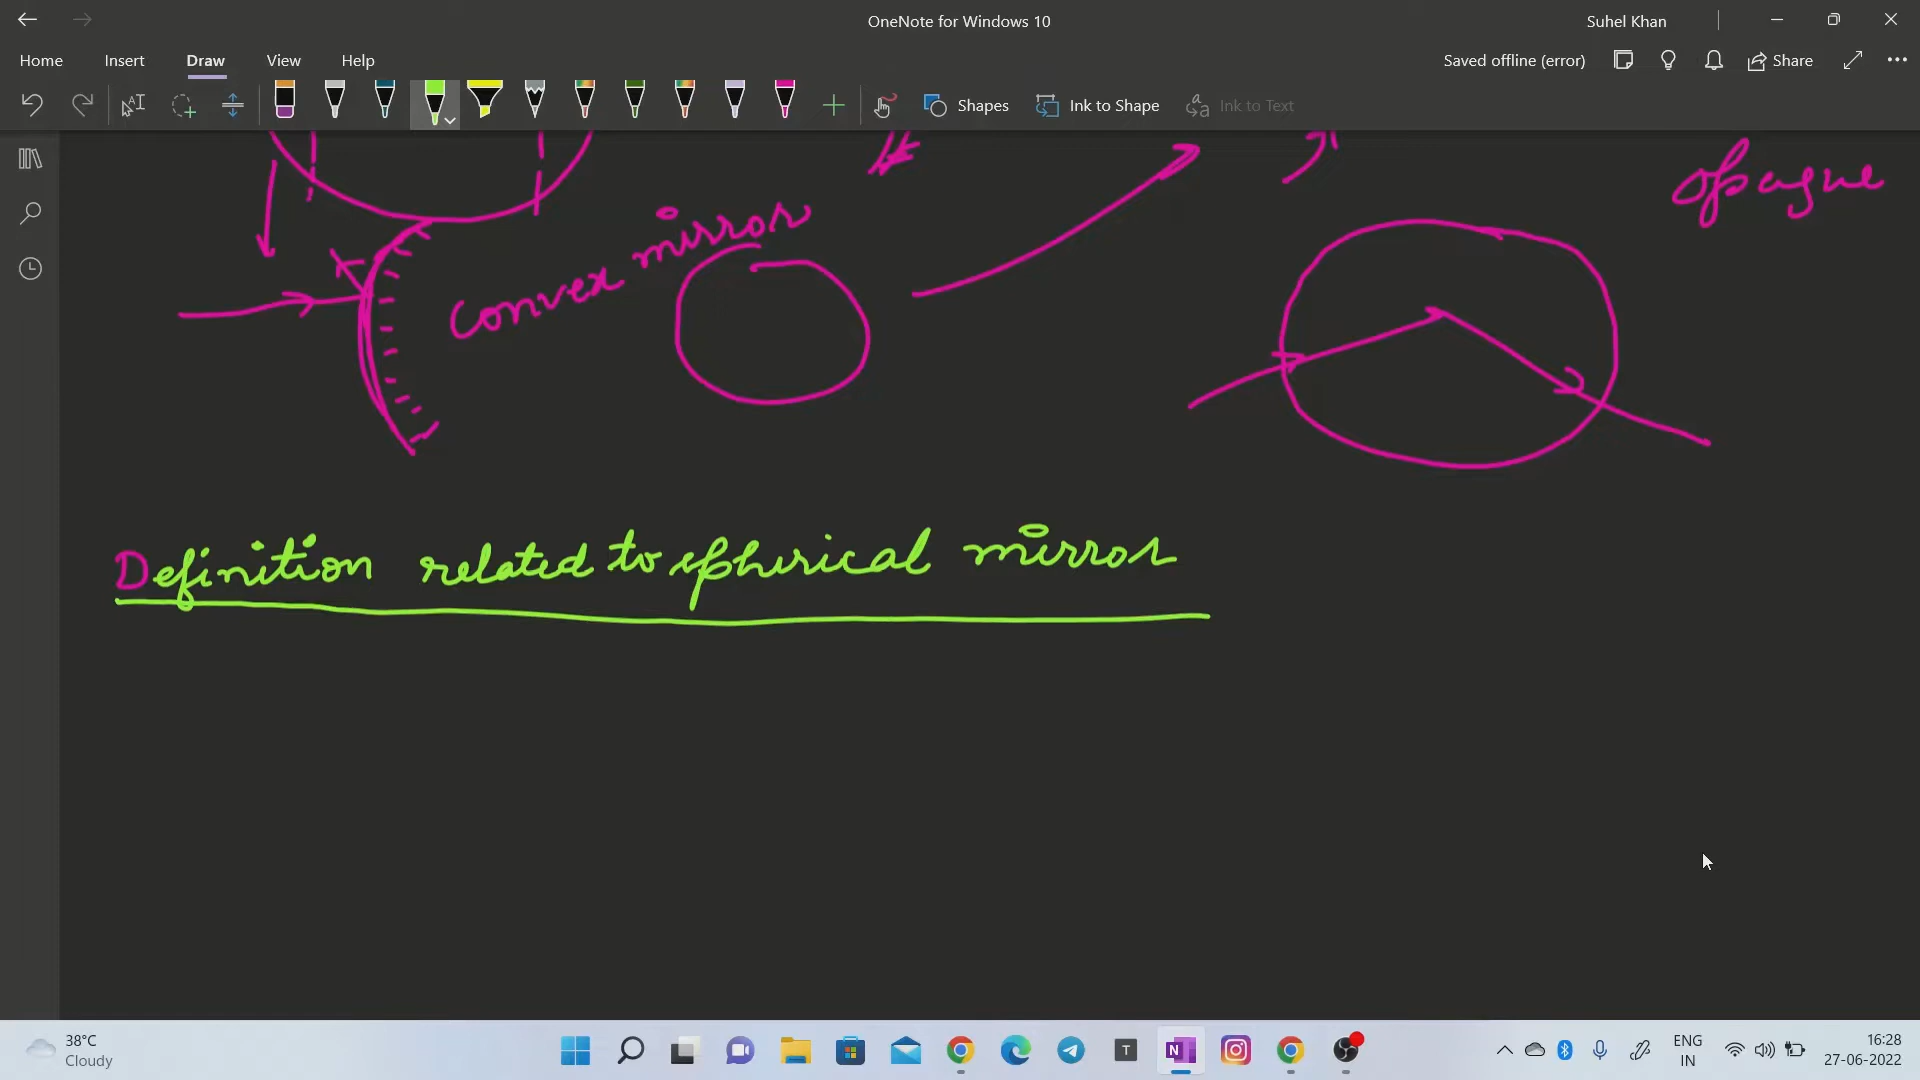 OneNote for Windows 10
Suhel Khan
Home Insert Draw View Help
Saved offline (error) Share
Shapes Ink to Shape Ink to Text
opaque
convex mirror
Definition related to spherical mirror
38°C
Cloudy
ENG
IN
16:28
27-06-2022